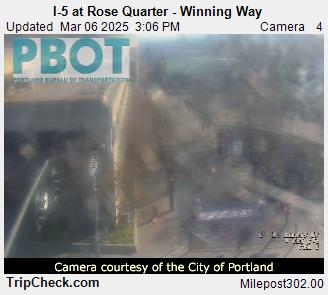 I-5 at Rose Quarter - Winning Way
Updated Mar 06 2025 3:06 PM Camera 4
PBOT
PORTLAND BUREAU OF TRANSPORTATION
Camera courtesy of the City of Portland
TripCheck.com Milepost302.00